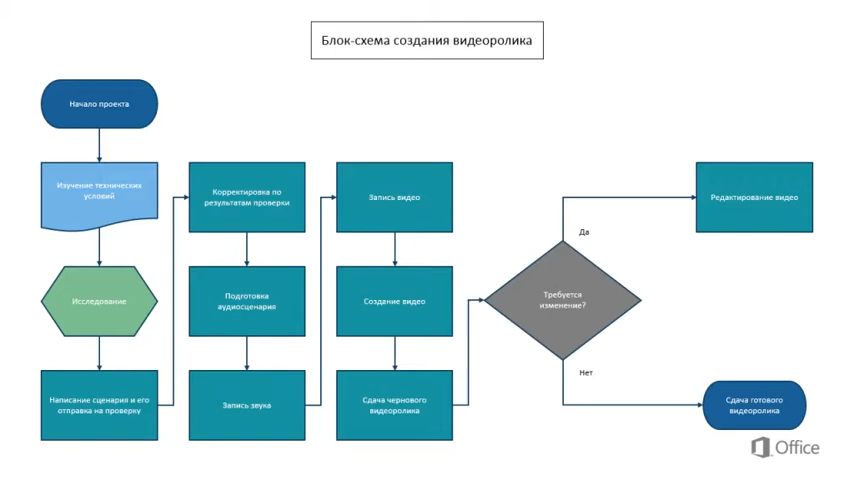 Блок-схема создания видеоролика
Начало проекта
Изучение технических
условий
Исследование
Написание сценария и его
отправка на проверку
Корректировка по
результатам проверки
Подготовка
аудиосценария
Запись звука
Запись видео
Создание видео
Сдача чернового
видеоролика
Требуется
изменение?
Да
Редактирование видео
Нет
Сдача готового
видеоролика
Office